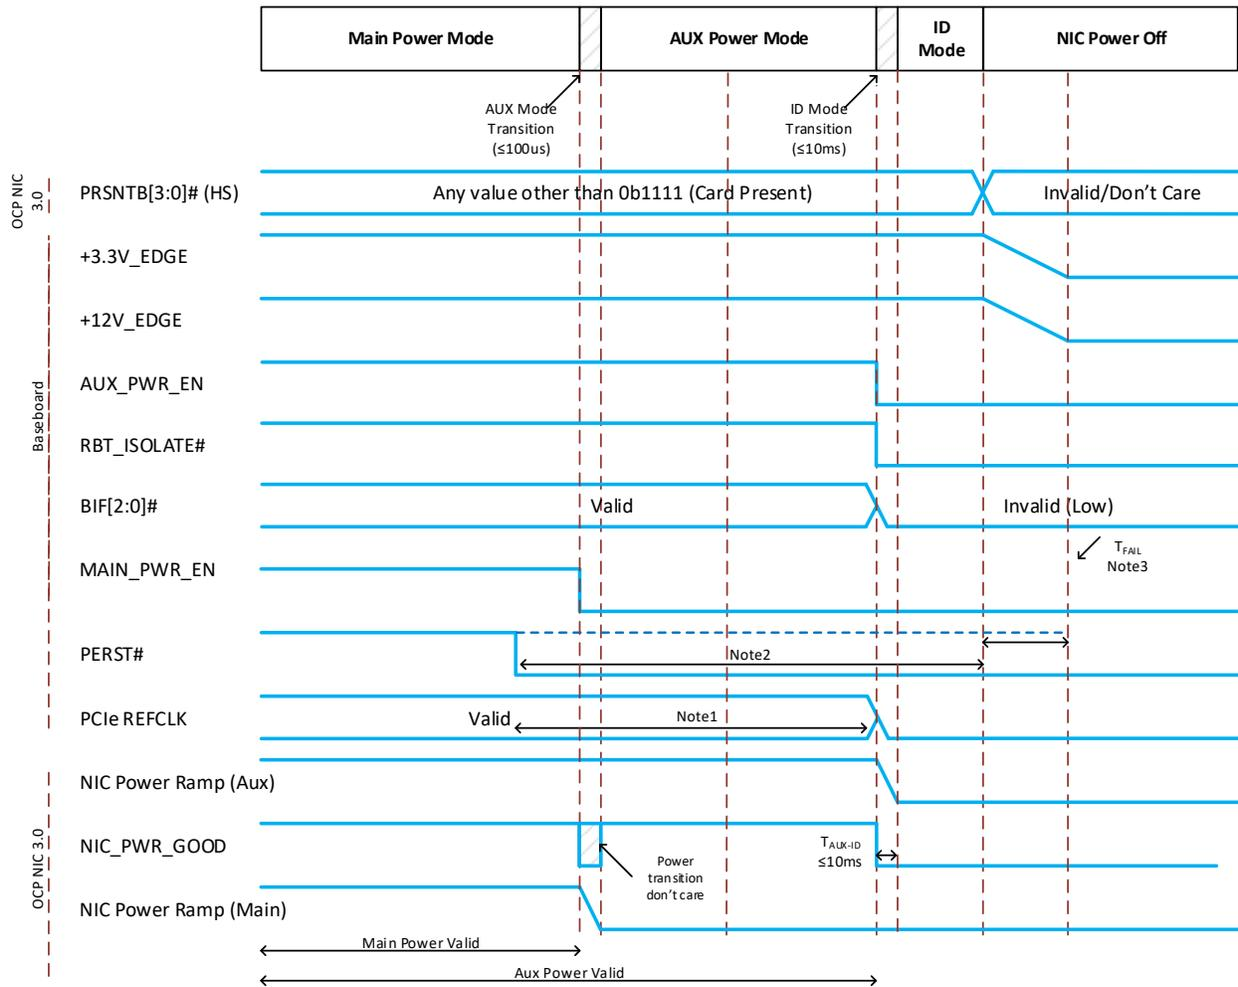 Main Power Mode
AUX Power Mode
ID
Mode
NIC Power Off
AUX Mode
Transition
(≤100us)
ID Mode
Transition
(≤10ms)
OCP NIC
3.0
PRSNTB[3:0]# (HS)
Any value other than 0b1111 (Card Present)
Invalid/Don't Care
+3.3V_EDGE
+12V_EDGE
Baseboard
AUX_PWR_EN
RBT_ISOLATE#
BIF[2:0]#
Valid
Invalid (Low)
TFAIL
Note3
MAIN_PWR_EN
PERST#
Note2
PCIe REFCLK
Valid
Note1
NIC Power Ramp (Aux)
OCP NIC 3.0
NIC_PWR_GOOD
Power
transition
don't care
TAUX-ID
≤10ms
NIC Power Ramp (Main)
Main Power Valid
Aux Power Valid